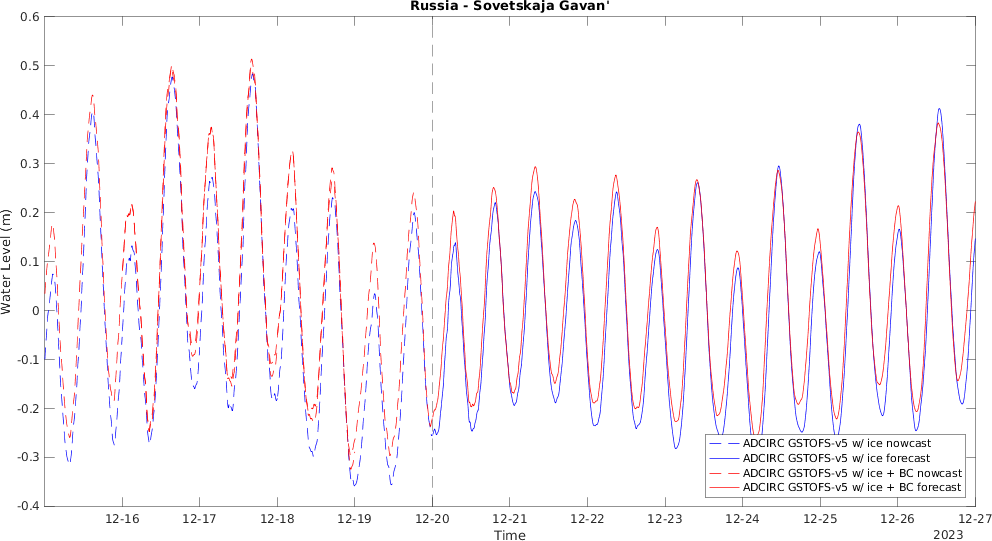 Russia - Sovetskaja Gavan'
Water Level (m)
0.6
0.5
0.4
0.3
0.2
0.1
0
-0.1
-0.2
-0.3
-0.4
ADCIRC GSTOFS-v5 w/ ice nowcast
ADCIRC GSTOFS-v5 w/ ice forecast
ADCIRC GSTOFS-v5 w/ ice + BC nowcast
ADCIRC GSTOFS-v5 w/ ice + BC forecast
12-16 12-17 12-18 12-19 12-20 12-21 12-22 12-23 12-24 12-25 12-26 12-27
Time
2023